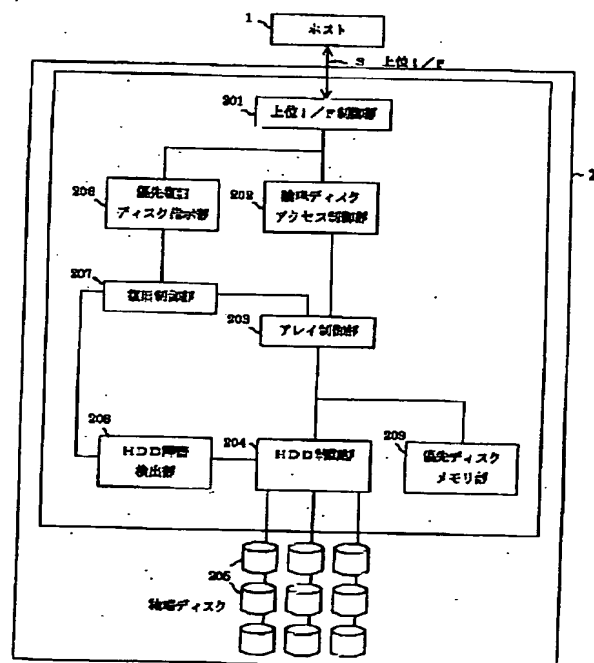 1
ホスト
3 上位I/F
201
上位I/F制御部
2
206
優先復旧
ディスク指示部
202
論理ディスク
アクセス制御部
207
復旧制御部
203
アレイ制御部
208
HDD障害
検出部
204
HDD制御部
209
優先ディスク
メモリ部
205
物理ディスク